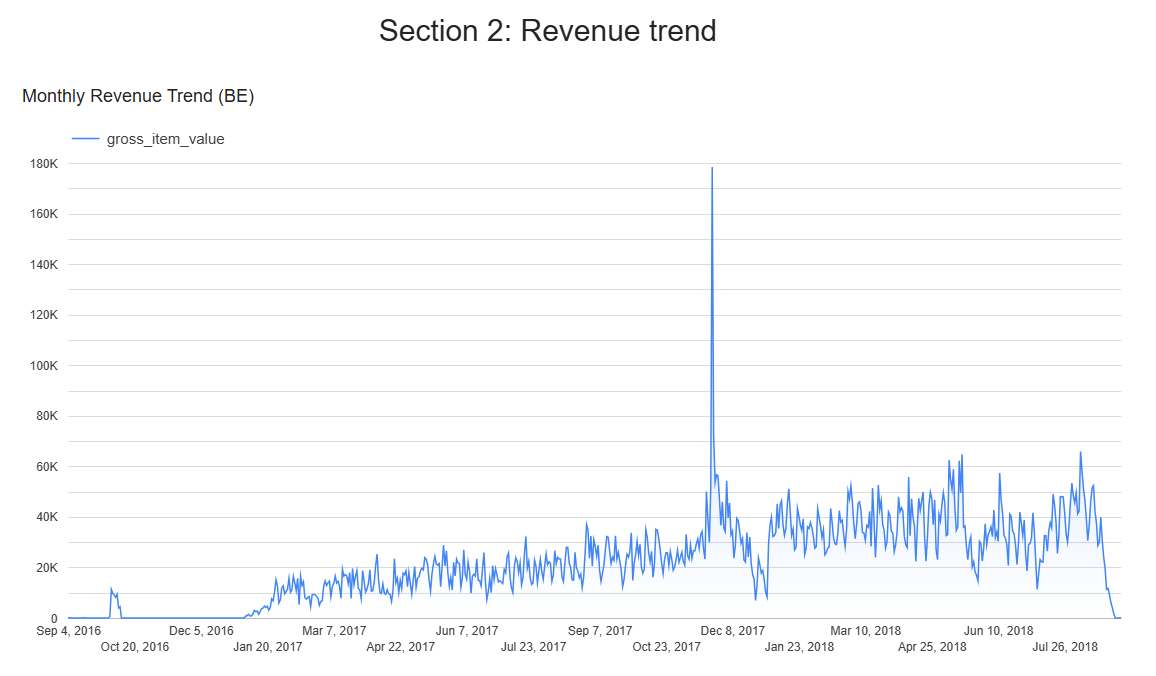 Section 2: Revenue trend
Monthly Revenue Trend (BE)
gross_item_value
180K
160K
140K
120K
100K
80K
60K
40K
20K
0
Sep 4, 2016 Dec 5, 2016 Mar 7, 2017 Jun 7, 2017 Sep 7, 2017 Dec 8, 2017 Mar 10, 2018 Jun 10, 2018
Oct 20, 2016 Jan 20, 2017 Apr 22, 2017 Jul 23, 2017 Oct 23, 2017 Jan 23, 2018 Apr 25, 2018 Jul 26, 2018